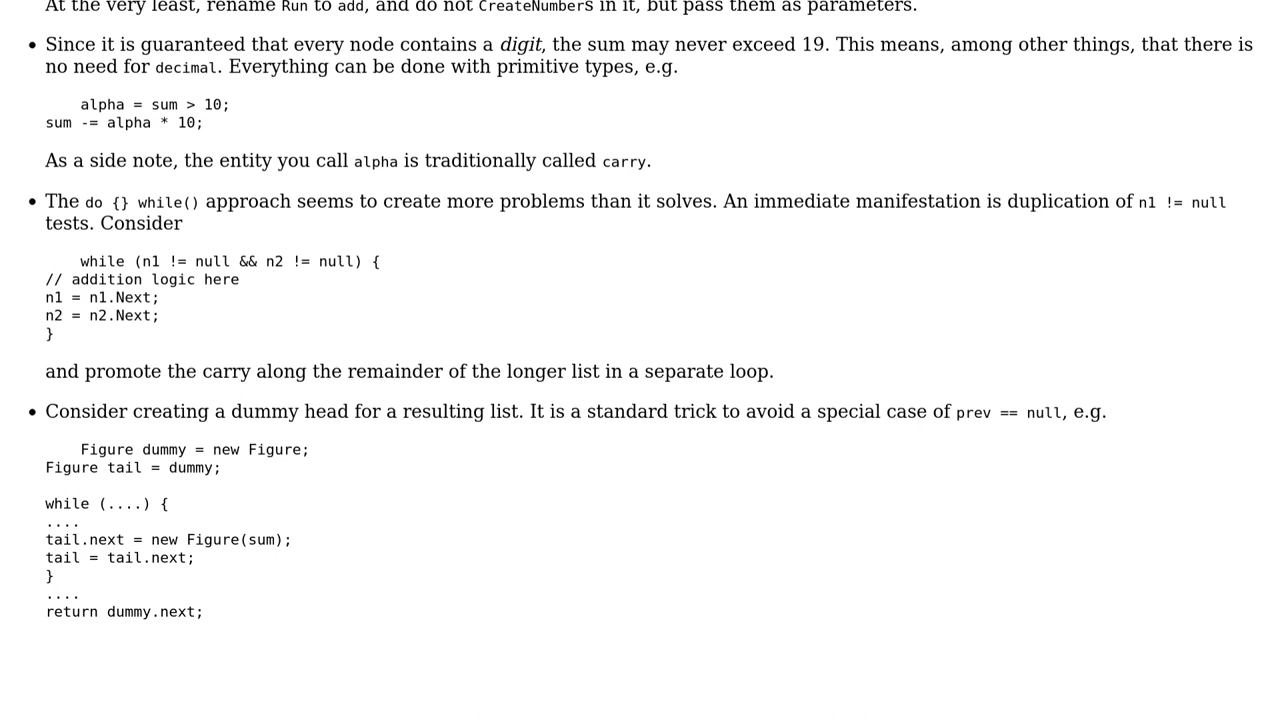 At the very least, rename Run to add, and do not CreateNumbers in it, but pass them as parameters.
• Since it is guaranteed that every node contains a digit, the sum may never exceed 19. This means, among other things, that there is
no need for decimal. Everything can be done with primitive types, e.g.
alpha = sum > 10;
sum -= alpha * 10;
As a side note, the entity you call alpha is traditionally called carry.
• The do {} while() approach seems to create more problems than it solves. An immediate manifestation is duplication of n1 != null
tests. Consider
while (n1 != null && n2 != null) {
// addition logic here
n1 = n1.Next;
n2 = n2.Next;
}
and promote the carry along the remainder of the longer list in a separate loop.
• Consider creating a dummy head for a resulting list. It is a standard trick to avoid a special case of prev == null, e.g.
Figure dummy = new Figure;
Figure tail = dummy;
while (....) {
....
tail.next = new Figure(sum);
tail = tail.next;
}
....
return dummy.next;